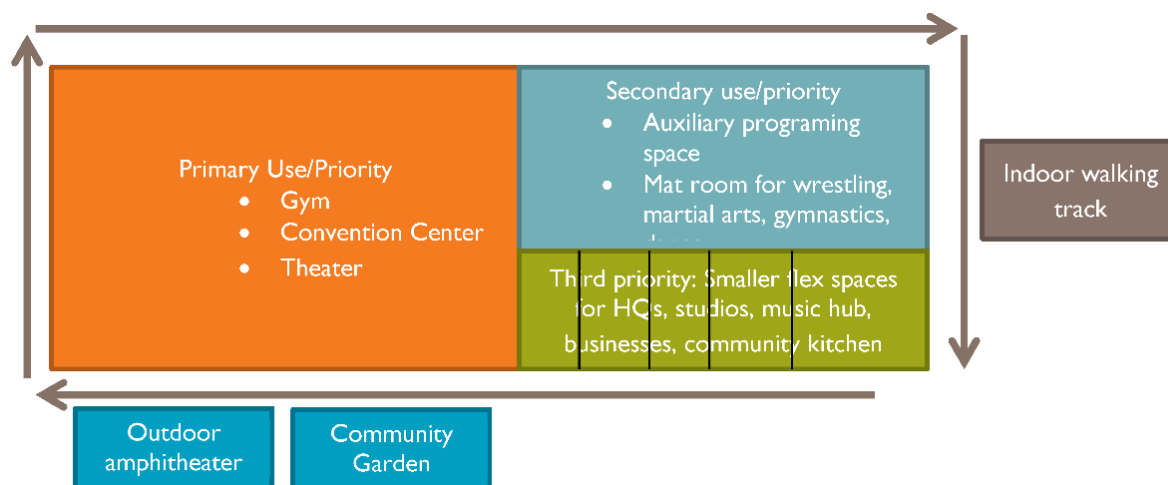 Primary Use/Priority
• Gym
• Convention Center
• Theater
Secondary use/priority
• Auxiliary programing
space
• Mat room for wrestling,
martial arts, gymnastics,
Third priority: Smaller flex spaces
for HQs, studios, music hub,
businesses, community kitchen
Indoor walking
track
Outdoor
amphitheater
Community
Garden